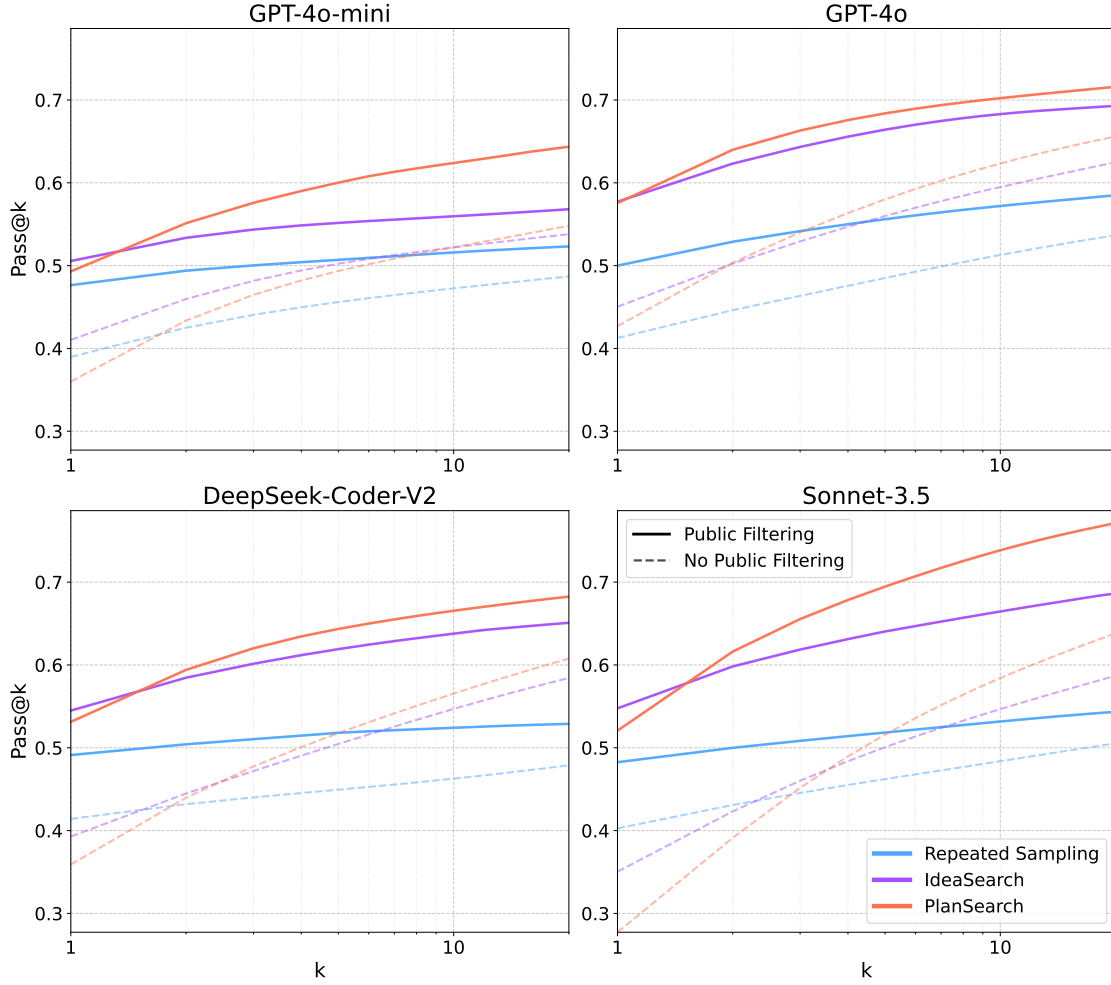 GPT-4o-mini
Pass@k
0.7
0.6
0.5
0.4
0.3
1
10
GPT-4o
0.7
0.6
0.5
0.4
0.3
1
10
DeepSeek-Coder-V2
Pass@k
0.7
0.6
0.5
0.4
0.3
1
10
k
Sonnet-3.5
Public Filtering
No Public Filtering
0.7
0.6
0.5
0.4
0.3
Repeated Sampling
IdeaSearch
PlanSearch
1
10
k